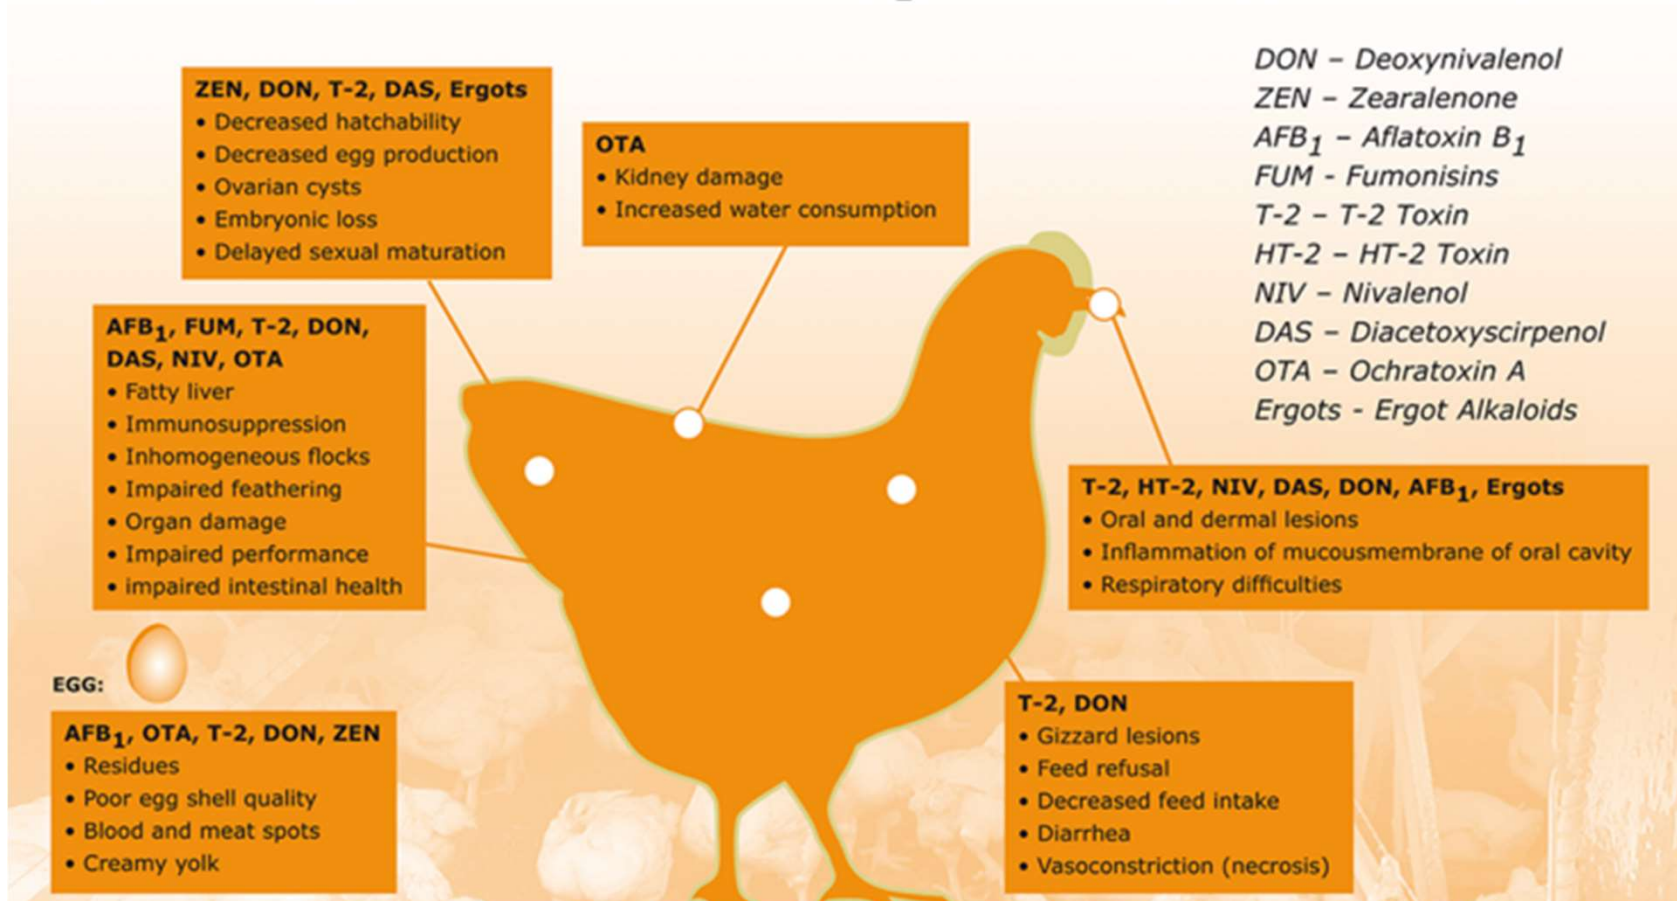 ZEN, DON, T-2, DAS, Ergots
• Decreased hatchability
• Decreased egg production
• Ovarian cysts
• Embryonic loss
• Delayed sexual maturation
OTA
• Kidney damage
• Increased water consumption
DON – Deoxynivalenol
ZEN – Zearalenone
AFB₁ – Aflatoxin B₁
FUM - Fumonisins
T-2 – T-2 Toxin
HT-2 – HT-2 Toxin
NIV – Nivalenol
DAS – Diacetoxyscirpenol
OTA – Ochratoxin A
Ergots - Ergot Alkaloids
AFB₁, FUM, T-2, DON,
DAS, NIV, OTA
• Fatty liver
• Immunosuppression
• Inhomogeneous flocks
• Impaired feathering
• Organ damage
• Impaired performance
• impaired intestinal health
T-2, HT-2, NIV, DAS, DON, AFB₁, Ergots
• Oral and dermal lesions
• Inflammation of mucousmembrane of oral cavity
• Respiratory difficulties
EGG:
AFB₁, OTA, T-2, DON, ZEN
• Residues
• Poor egg shell quality
• Blood and meat spots
• Creamy yolk
T-2, DON
• Gizzard lesions
• Feed refusal
• Decreased feed intake
• Diarrhea
• Vasoconstriction (necrosis)